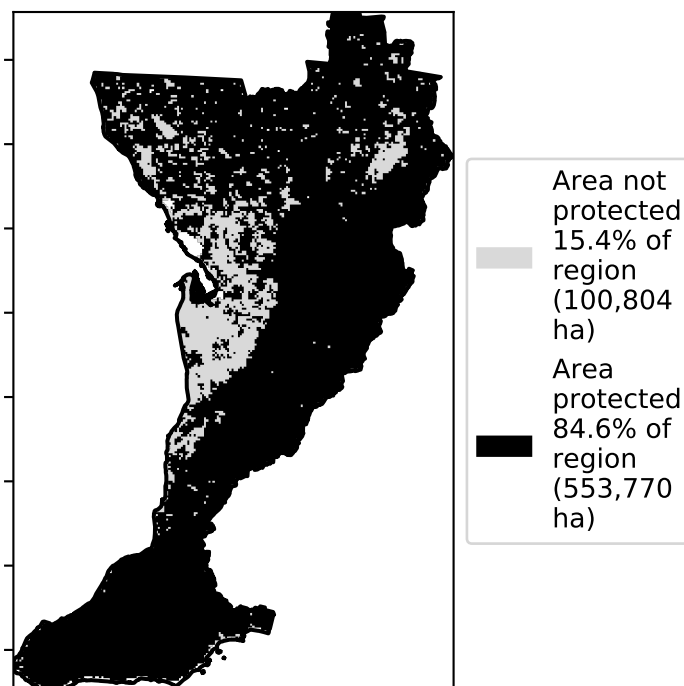 Area not
protected
15.4% of
region
(100,804
ha)
Area
protected
84.6% of
region
(553,770
ha)